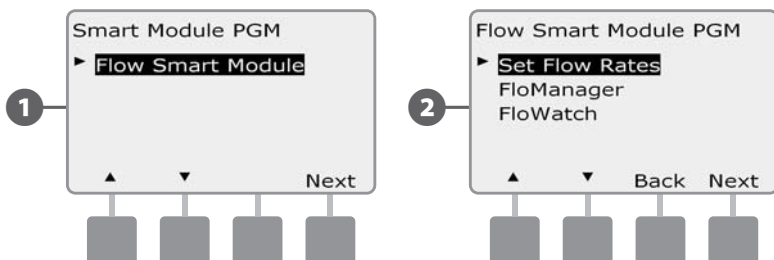 Smart Module PGM
► Flow Smart Module
1
▲ ▼ Next
Flow Smart Module PGM
► Set Flow Rates
FloManager
FloWatch
2
▲ ▼ Back Next